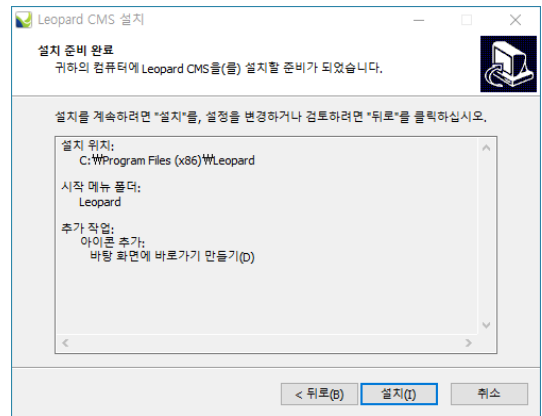 Leopard CMS 설치
설치 준비 완료
귀하의 컴퓨터에 Leopard CMS을(를) 설치할 준비가 되었습니다.
설치를 계속하려면 "설치"를, 설정을 변경하거나 검토하려면 "뒤로"를 클릭하십시오.
설치 위치:
C:₩Program Files (x86)₩Leopard
시작 메뉴 폴더:
Leopard
추가 작업:
아이콘 추가:
바탕 화면에 바로가기 만들기(D)
< 뒤로(B) 설치(I) 취소